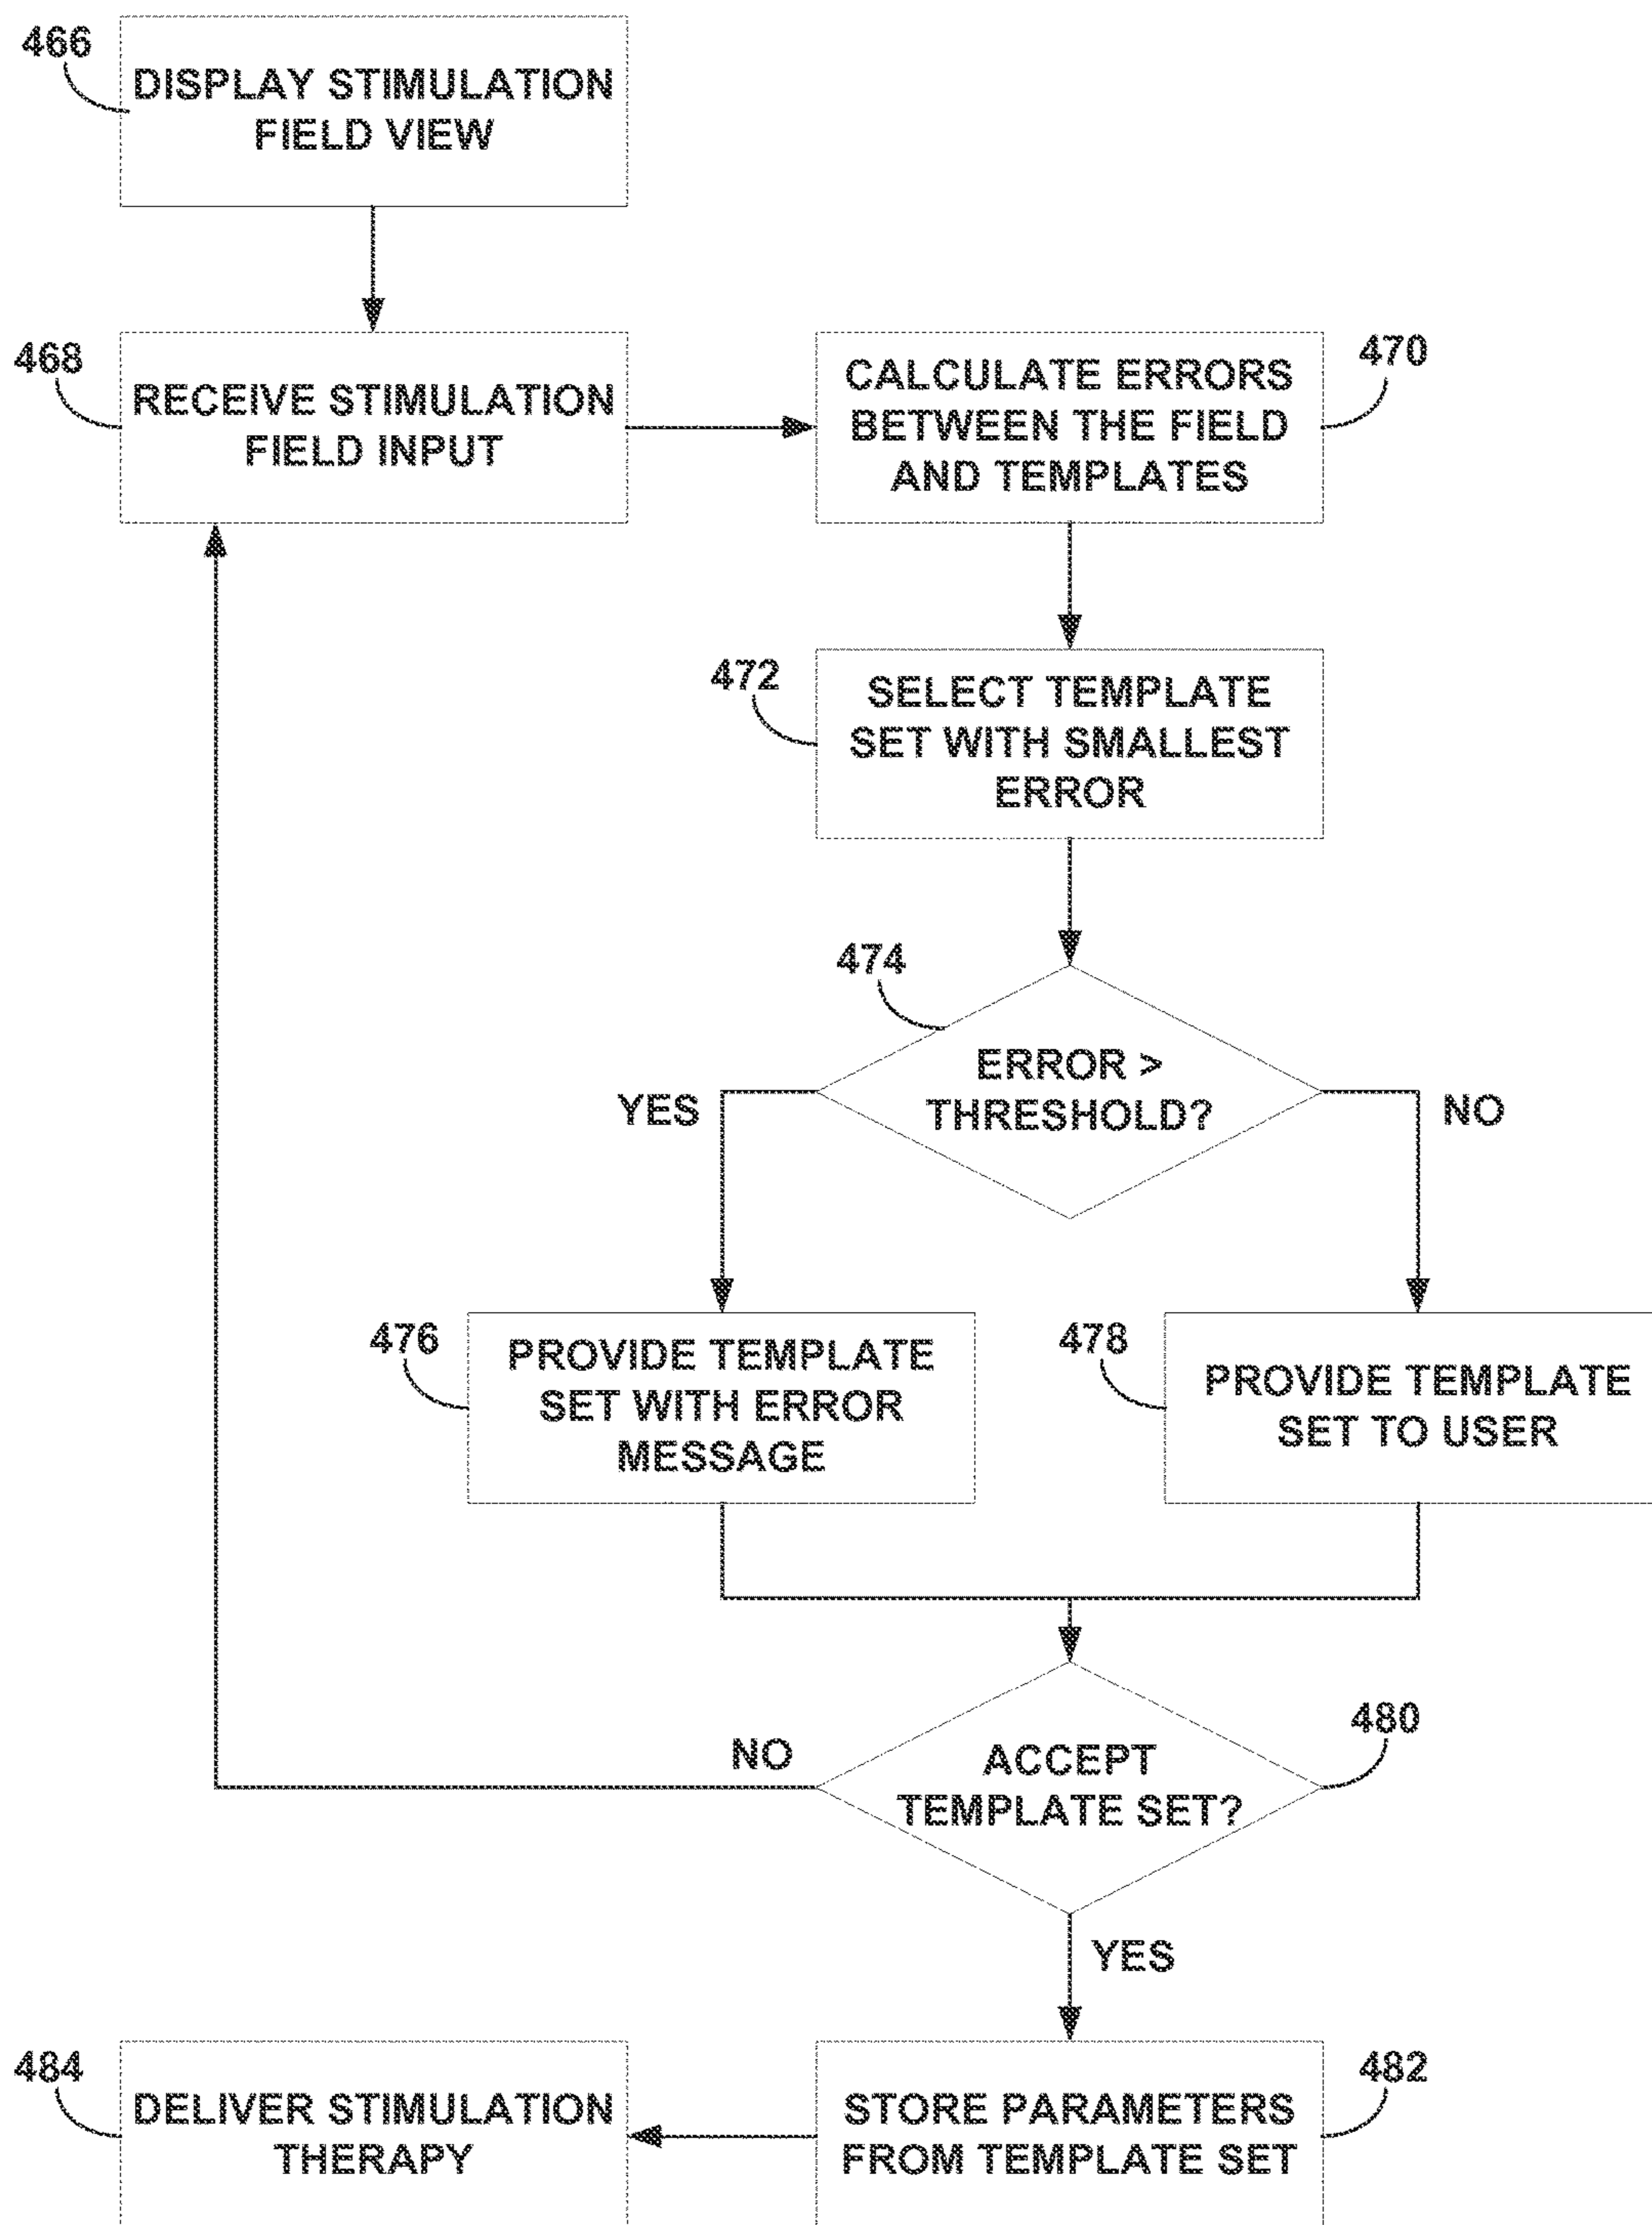 466
DISPLAY STIMULATION
FIELD VIEW
468
RECEIVE STIMULATION
FIELD INPUT
470
CALCULATE ERRORS
BETWEEN THE FIELD
AND TEMPLATES
472
SELECT TEMPLATE
SET WITH SMALLEST
ERROR
474
ERROR >
THRESHOLD?
YES
NO
476
PROVIDE TEMPLATE
SET WITH ERROR
MESSAGE
478
PROVIDE TEMPLATE
SET TO USER
480
ACCEPT
TEMPLATE SET?
NO
YES
484
DELIVER STIMULATION
THERAPY
482
STORE PARAMETERS
FROM TEMPLATE SET